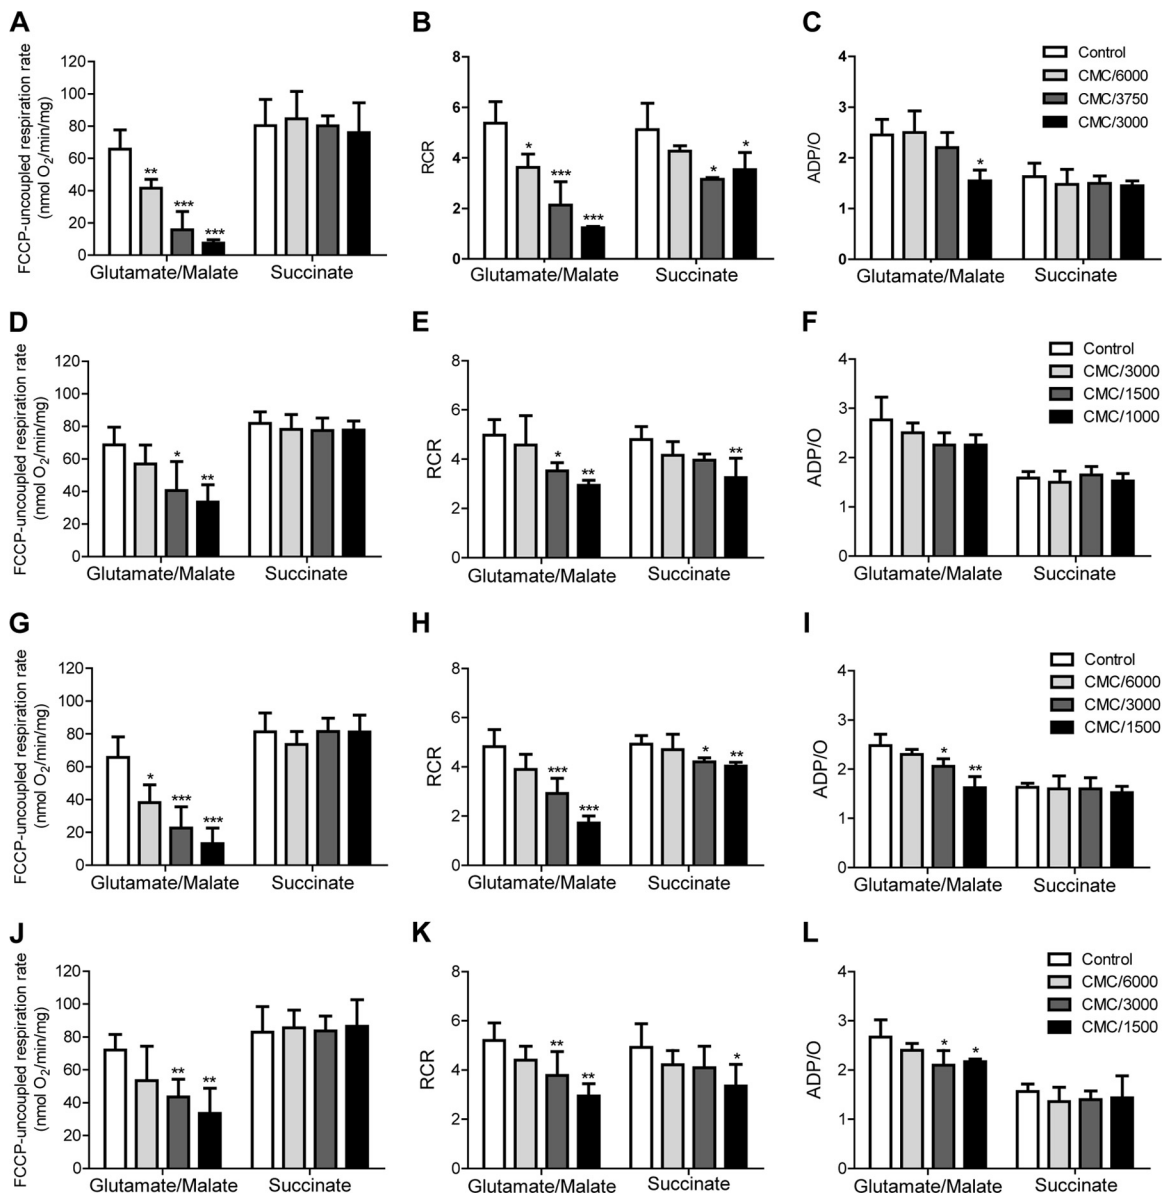 A
FCCP-uncoupled respiration rate
(nmol O₂/min/mg)
120
100
80
60
40
20
0
**
***
***
Glutamate/Malate
Succinate
B
RCR
8
6
4
2
0
*
***
***
*
*
Glutamate/Malate
Succinate
C
ADP/O
4
3
2
1
0
Control
CMC/6000
CMC/3750
CMC/3000
*
Glutamate/Malate
Succinate
D
FCCP-uncoupled respiration rate
(nmol O₂/min/mg)
120
100
80
60
40
20
0
*
**
Glutamate/Malate
Succinate
E
RCR
8
6
4
2
0
*
**
**
Glutamate/Malate
Succinate
F
ADP/O
4
3
2
1
0
Control
CMC/3000
CMC/1500
CMC/1000
Glutamate/Malate
Succinate
G
FCCP-uncoupled respiration rate
(nmol O₂/min/mg)
120
100
80
60
40
20
0
*
***
***
Glutamate/Malate
Succinate
H
RCR
8
6
4
2
0
***
***
*
**
Glutamate/Malate
Succinate
I
ADP/O
4
3
2
1
0
Control
CMC/6000
CMC/3000
CMC/1500
*
**
Glutamate/Malate
Succinate
J
FCCP-uncoupled respiration rate
(nmol O₂/min/mg)
120
100
80
60
40
20
0
**
**
Glutamate/Malate
Succinate
K
RCR
8
6
4
2
0
**
**
*
Glutamate/Malate
Succinate
L
ADP/O
4
3
2
1
0
Control
CMC/6000
CMC/3000
CMC/1500
*
*
Glutamate/Malate
Succinate